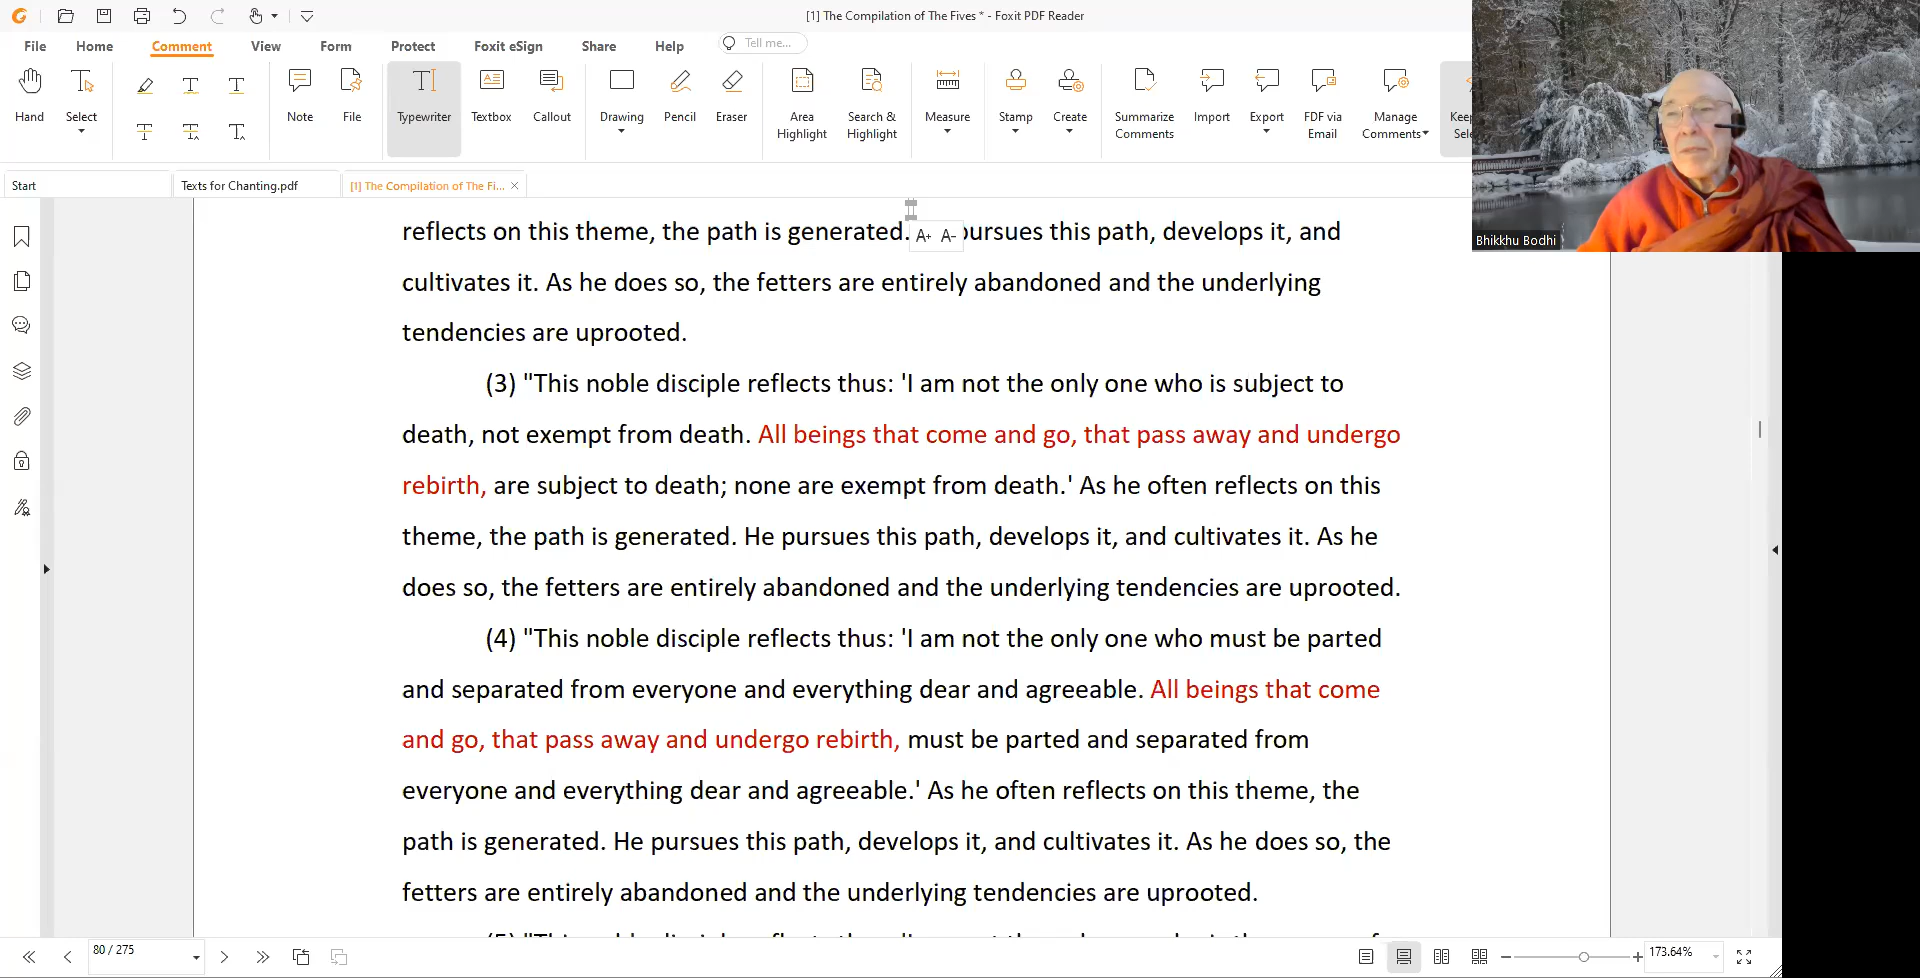 [1] The Compilation of The Fives * - Foxit PDF Reader
File Home Comment View Form Protect Foxit eSign Share Help Tell me...
Hand Select Note File Typewriter Textbox Callout Drawing Pencil Eraser Area Highlight Search & Highlight Measure Stamp Create Summarize Comments Import Export FDF via Email Manage Comments
Start Texts for Chanting.pdf [1] The Compilation of The Fi...
Bhikkhu Bodhi
A+ A-
reflects on this theme, the path is generated. pursues this path, develops it, and
cultivates it. As he does so, the fetters are entirely abandoned and the underlying
tendencies are uprooted.
(3) "This noble disciple reflects thus: 'I am not the only one who is subject to
death, not exempt from death. All beings that come and go, that pass away and undergo
rebirth, are subject to death; none are exempt from death.' As he often reflects on this
theme, the path is generated. He pursues this path, develops it, and cultivates it. As he
does so, the fetters are entirely abandoned and the underlying tendencies are uprooted.
(4) "This noble disciple reflects thus: 'I am not the only one who must be parted
and separated from everyone and everything dear and agreeable. All beings that come
and go, that pass away and undergo rebirth, must be parted and separated from
everyone and everything dear and agreeable.' As he often reflects on this theme, the
path is generated. He pursues this path, develops it, and cultivates it. As he does so, the
fetters are entirely abandoned and the underlying tendencies are uprooted.
80 / 275
173.64%